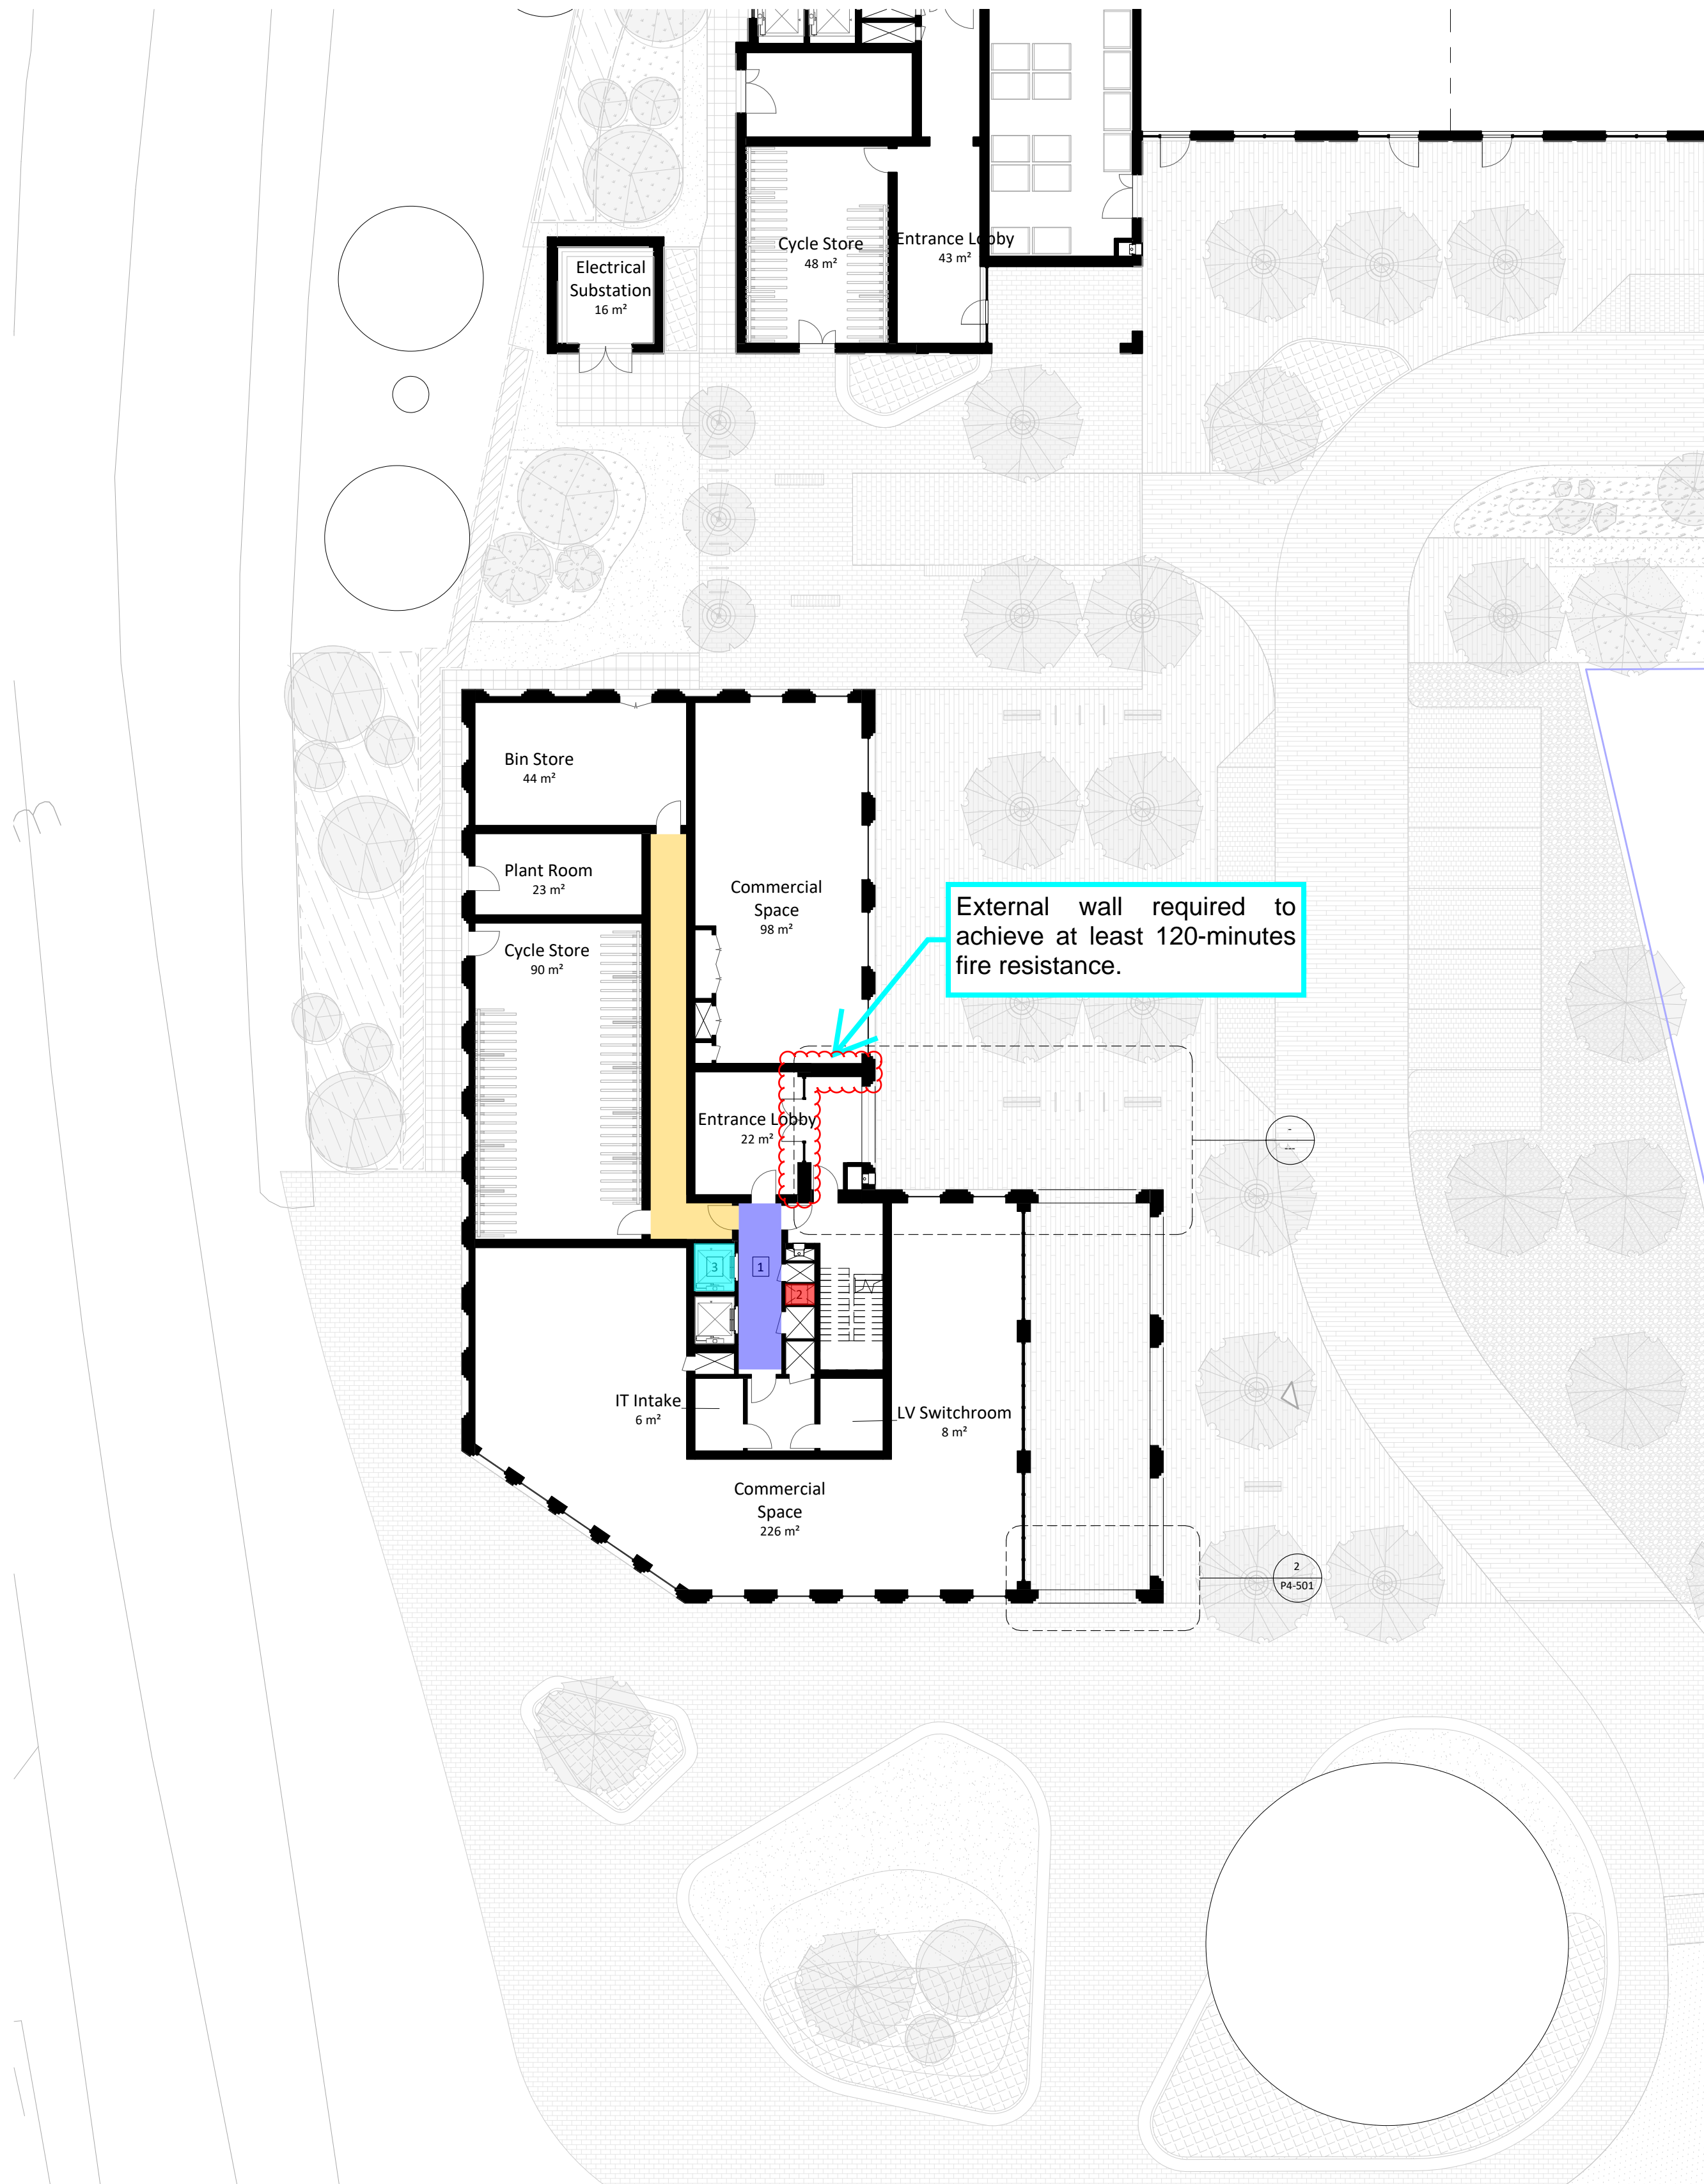 Cycle Store
48 m²
Entrance Lobby
43 m²
Electrical
Substation
16 m²
Bin Store
44 m²
Plant Room
23 m²
Cycle Store
90 m²
Commercial
Space
98 m²
External wall required to
achieve at least 120-minutes
fire resistance.
Entrance Lobby
22 m²
-
---
3
1
2
IT Intake
6 m²
LV Switchroom
8 m²
Commercial
Space
226 m²
2
P4-501